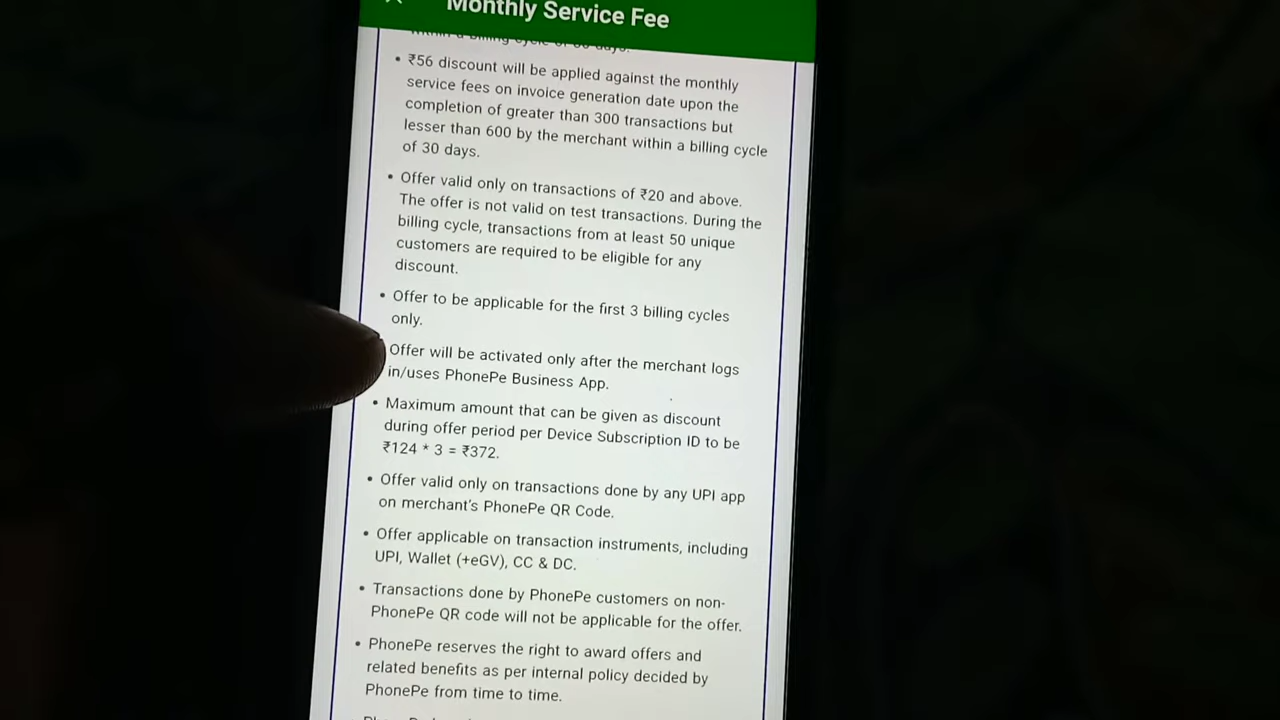 Monthly Service Fee
within a billing cycle of 30 days.
• ₹56 discount will be applied against the monthly
service fees on invoice generation date upon the
completion of greater than 300 transactions but
lesser than 600 by the merchant within a billing cycle
of 30 days.
• Offer valid only on transactions of ₹20 and above.
The offer is not valid on test transactions. During the
billing cycle, transactions from at least 50 unique
customers are required to be eligible for any
discount.
• Offer to be applicable for the first 3 billing cycles
only.
Offer will be activated only after the merchant logs
in/uses PhonePe Business App.
• Maximum amount that can be given as discount
during offer period per Device Subscription ID to be
₹124 * 3 = ₹372.
• Offer valid only on transactions done by any UPI app
on merchant's PhonePe QR Code.
• Offer applicable on transaction instruments, including
UPI, Wallet (+eGV), CC & DC.
• Transactions done by PhonePe customers on non-
PhonePe QR code will not be applicable for the offer.
• PhonePe reserves the right to award offers and
related benefits as per internal policy decided by
PhonePe from time to time.